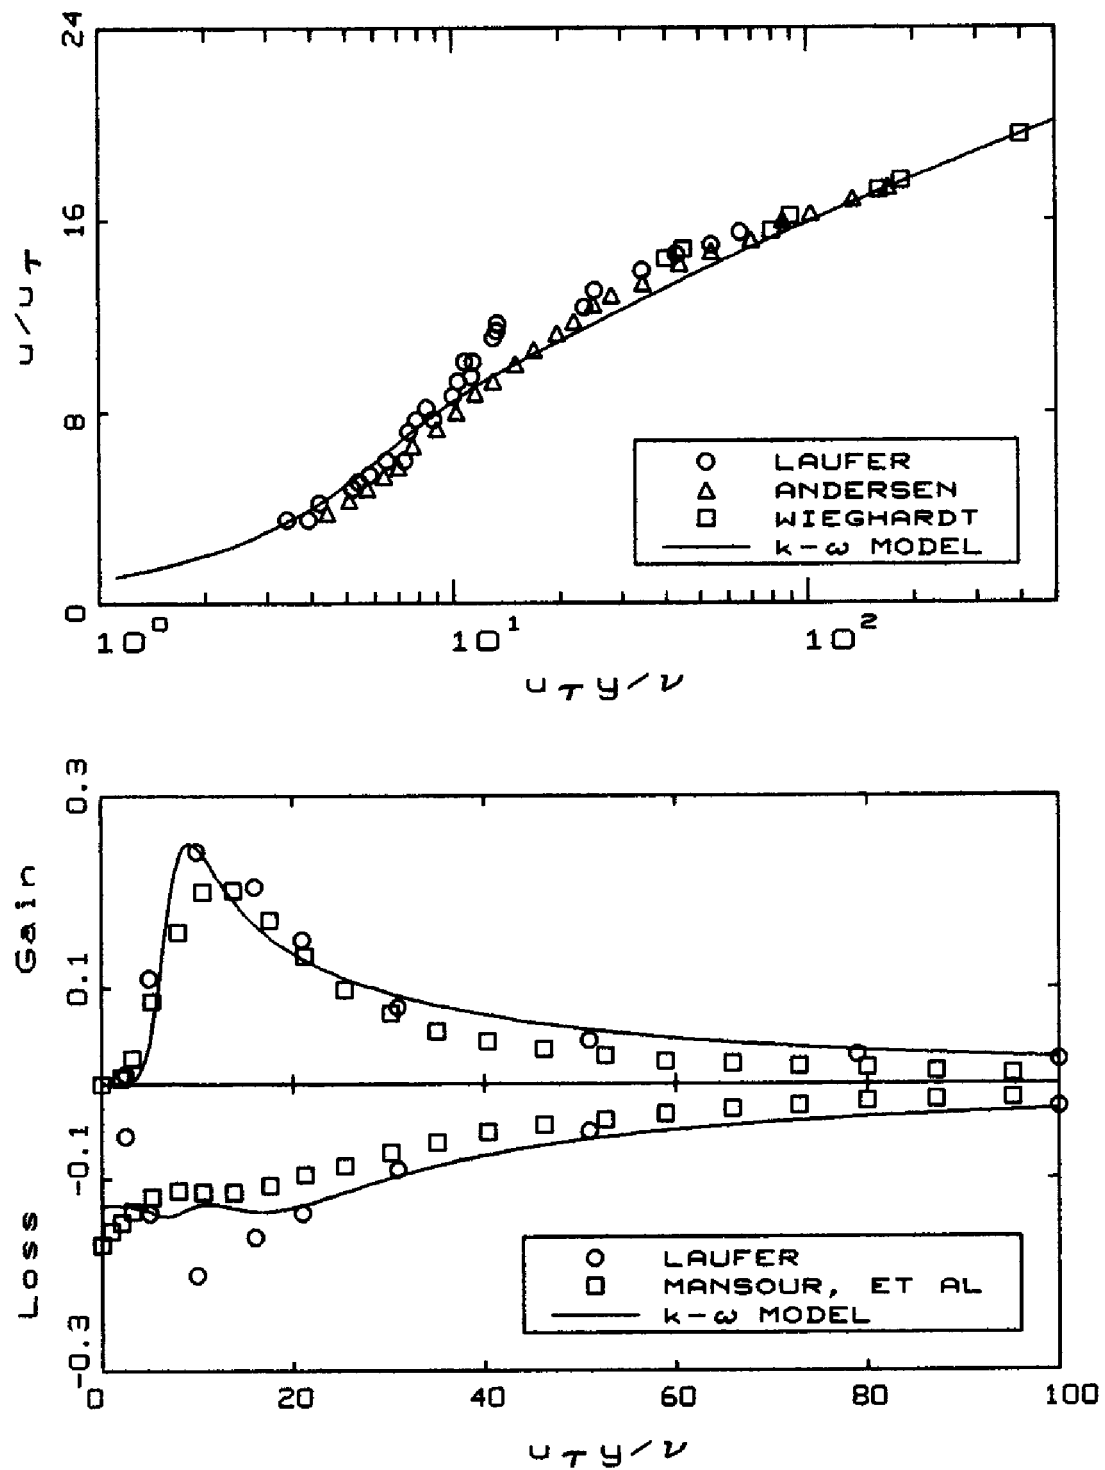 24
16
8
0
u/uτ
LAUFER
ANDERSEN
WIEGHARDT
k-ω MODEL
10⁰ 10¹ 10²
uτy/ν
0.3
0.1
-0.1
-0.3
Gain
Loss
LAUFER
MANSOUR, ET AL
k-ω MODEL
0 20 40 60 80 100
uτy/ν